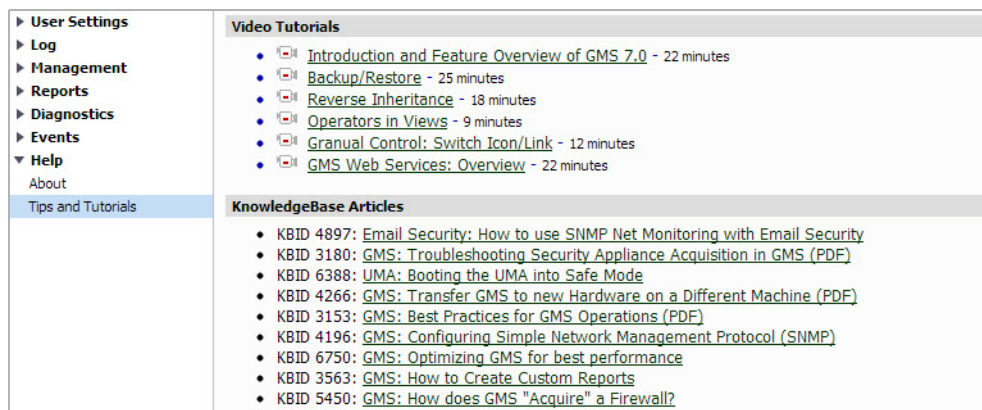 User Settings
Log
Management
Reports
Diagnostics
Events
Help
About
Tips and Tutorials
Video Tutorials
Introduction and Feature Overview of GMS 7.0 - 22 minutes
Backup/Restore - 25 minutes
Reverse Inheritance - 18 minutes
Operators in Views - 9 minutes
Granual Control: Switch Icon/Link - 12 minutes
GMS Web Services: Overview - 22 minutes
KnowledgeBase Articles
KBID 4897: Email Security: How to use SNMP Net Monitoring with Email Security
KBID 3180: GMS: Troubleshooting Security Appliance Acquisition in GMS (PDF)
KBID 6388: UMA: Booting the UMA into Safe Mode
KBID 4266: GMS: Transfer GMS to new Hardware on a Different Machine (PDF)
KBID 3153: GMS: Best Practices for GMS Operations (PDF)
KBID 4196: GMS: Configuring Simple Network Management Protocol (SNMP)
KBID 6750: GMS: Optimizing GMS for best performance
KBID 3563: GMS: How to Create Custom Reports
KBID 5450: GMS: How does GMS "Acquire" a Firewall?